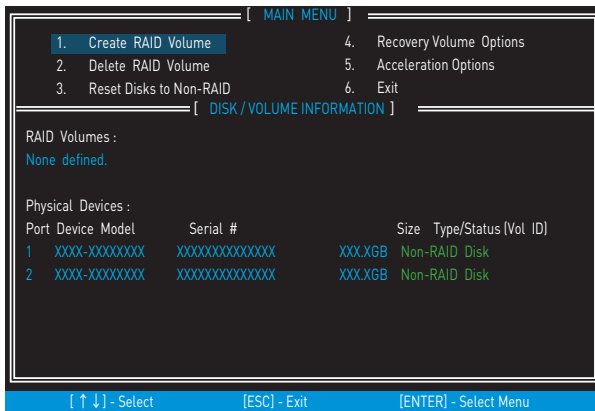 [ MAIN MENU ]
1. Create RAID Volume
2. Delete RAID Volume
3. Reset Disks to Non-RAID
4. Recovery Volume Options
5. Acceleration Options
6. Exit
[ DISK / VOLUME INFORMATION ]
RAID Volumes :
None defined.
Physical Devices :
Port Device Model Serial # Size Type/Status (Vol ID)
1 XXXX-XXXXXXXX XXXXXXXXXXXXXX XXX.XGB Non-RAID Disk
2 XXXX-XXXXXXXX XXXXXXXXXXXXXX XXX.XGB Non-RAID Disk
[ ↑↓ ] - Select [ESC] - Exit [ENTER] - Select Menu